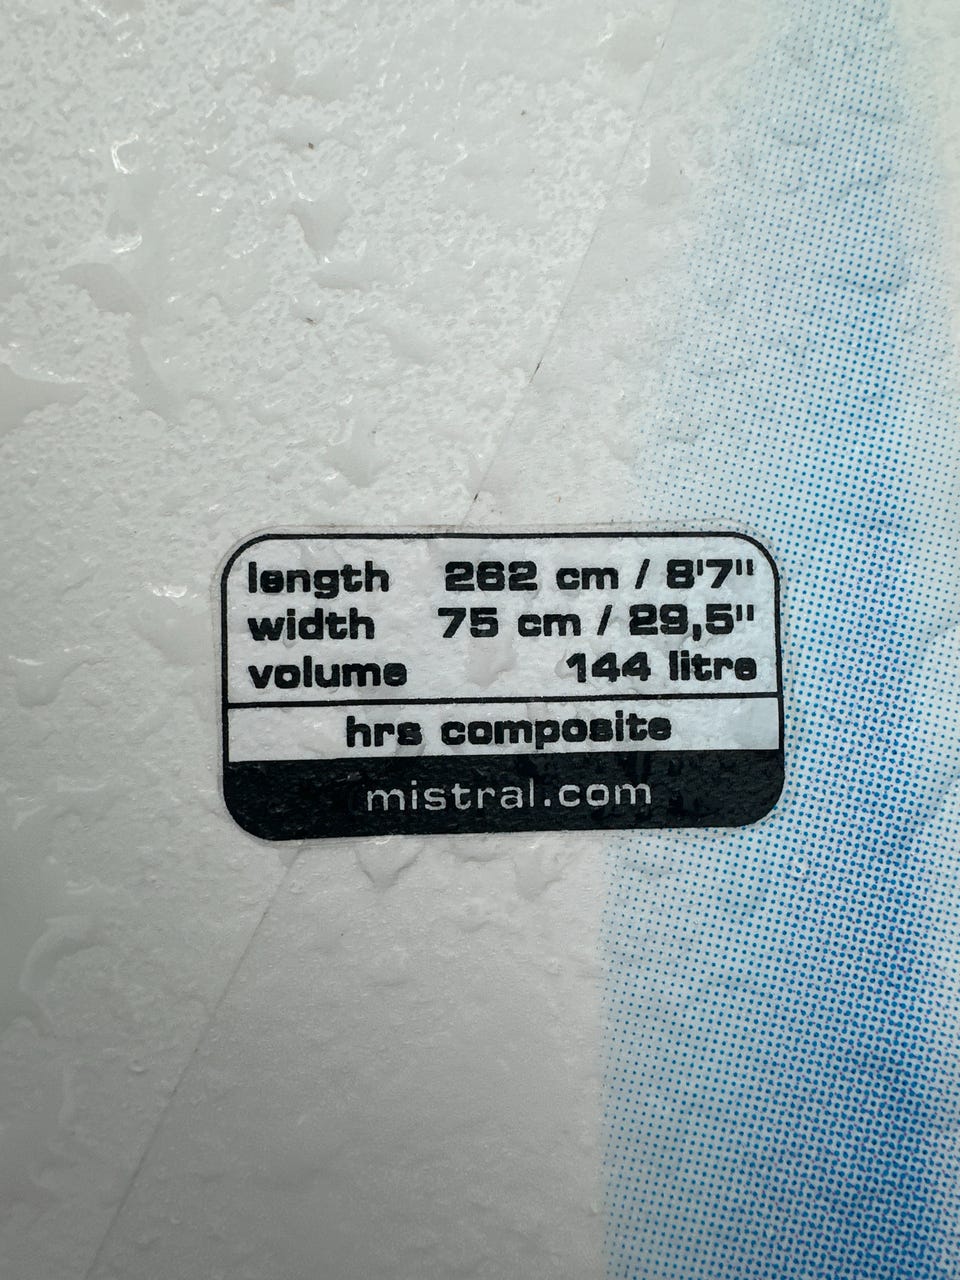 length 262 cm / 8'7"
width 75 cm / 29,5"
volume 144 litre
hrs composite
mistral.com